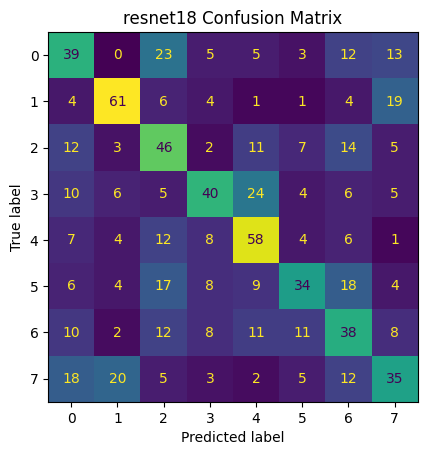 resnet18 Confusion Matrix
0 39 0 23 5 5 3 12 13
1 4 61 6 4 1 1 4 19
2 12 3 46 2 11 7 14 5
3 10 6 5 40 24 4 6 5
4 7 4 12 8 58 4 6 1
5 6 4 17 8 9 34 18 4
6 10 2 12 8 11 11 38 8
7 18 20 5 3 2 5 12 35
0 1 2 3 4 5 6 7
True label
Predicted label